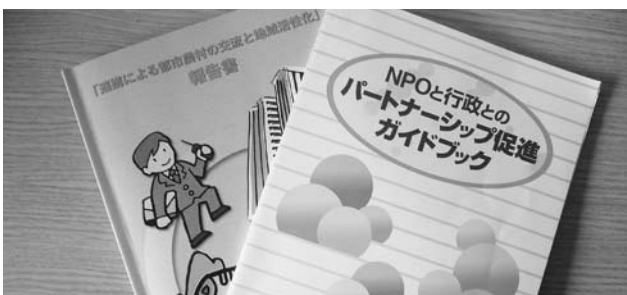 「による都市農村の交流と地域活性化」
報告書
NPOと行政との
パートナーシップ促進
ガイドブック